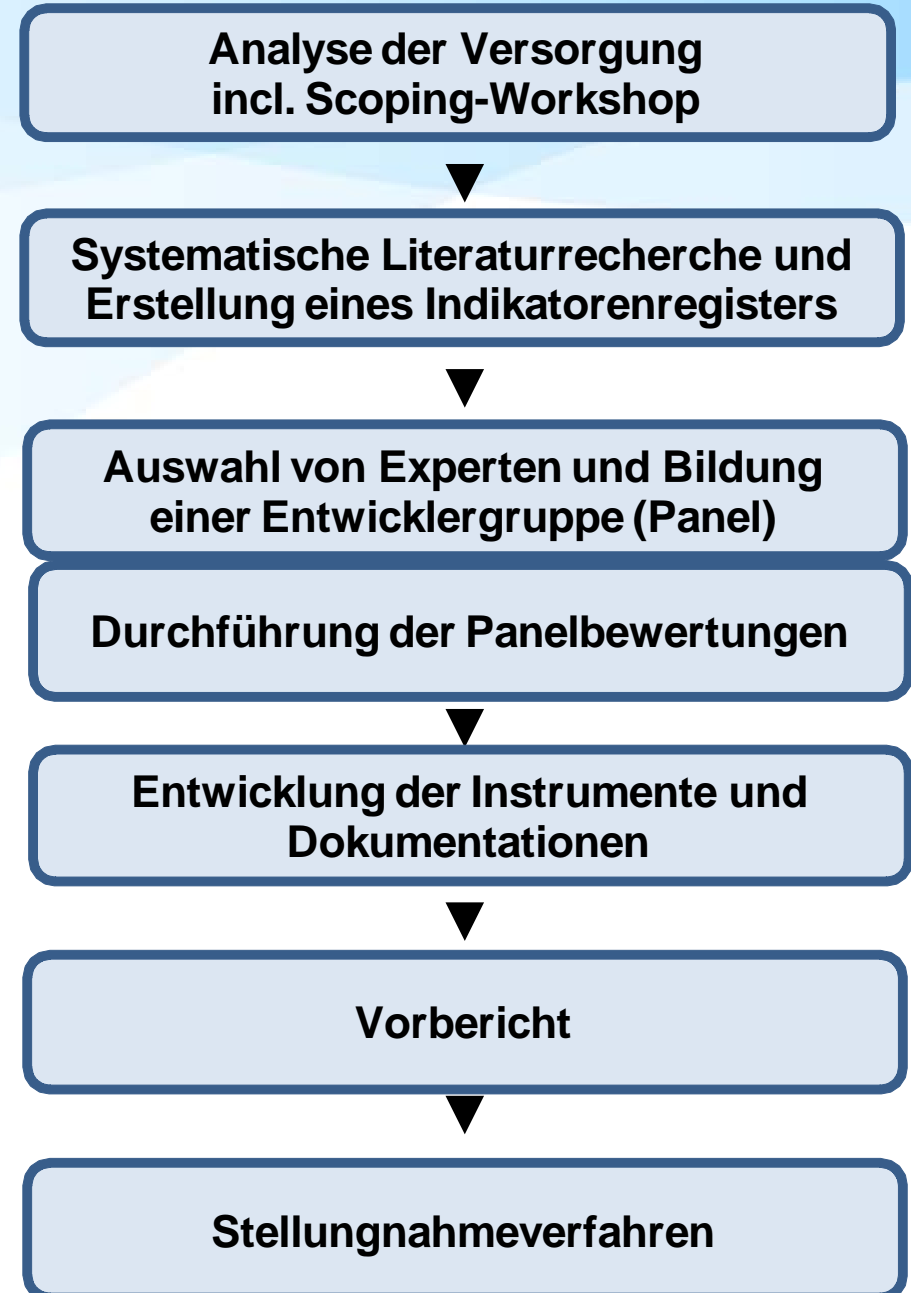 Analyse der Versorgung
incl. Scoping-Workshop
Systematische Literaturrecherche und
Erstellung eines Indikatorenregisters
Auswahl von Experten und Bildung
einer Entwicklergruppe (Panel)
Durchführung der Panelbewertungen
Entwicklung der Instrumente und
Dokumentationen
Vorbericht
Stellungnahmeverfahren